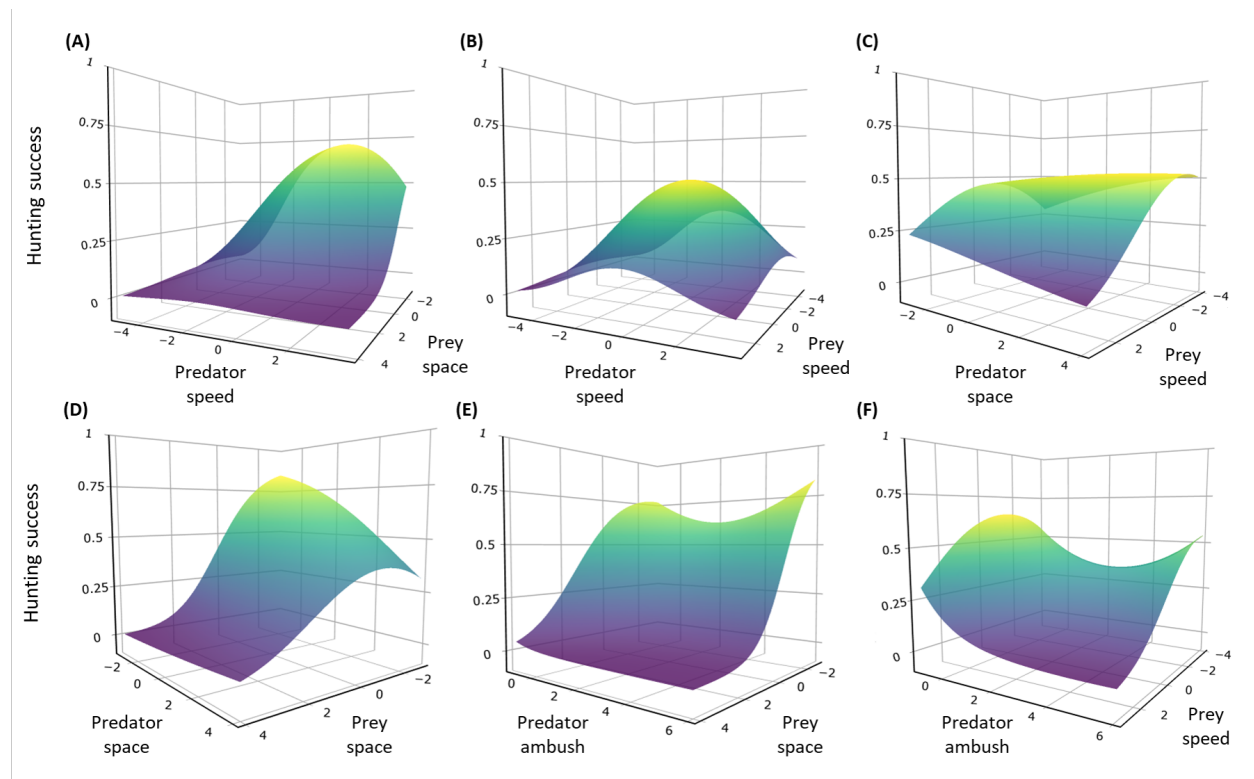 (A) (B) (C)
Hunting success
1
0.75
0.5
0.25
0
−4
−2
0
2
Predator
speed
−2
0
2
4
Prey
space
1
0.75
0.5
0.25
0
−4
−2
0
2
Predator
speed
−4
−2
0
2
Prey
speed
1
0.75
0.5
0.25
0
−2
0
2
4
Predator
space
−4
−2
0
2
Prey
speed
(D) (E) (F)
Hunting success
1
0.75
0.5
0.25
0
−2
0
2
4
Predator
space
−2
0
2
4
Prey
space
1
0.75
0.5
0.25
0
0
2
4
6
Predator
ambush
−2
0
2
4
Prey
space
1
0.75
0.5
0.25
0
0
2
4
6
Predator
ambush
−4
−2
0
2
Prey
speed